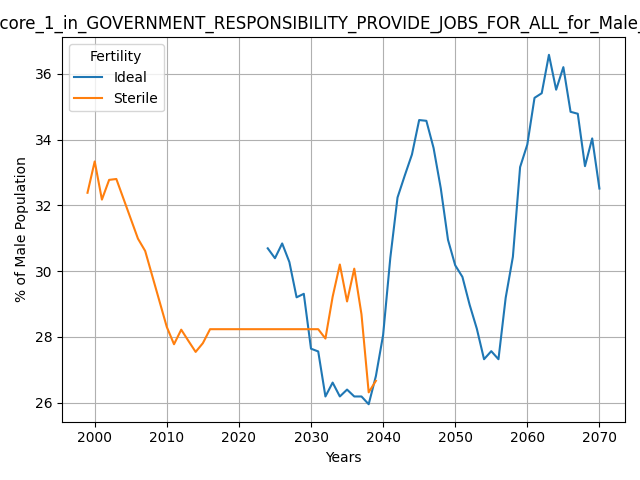 core_1_in_GOVERNMENT_RESPONSIBILITY_PROVIDE_JOBS_FOR_ALL_for_Male_
Fertility
Ideal
Sterile
% of Male Population
36
34
32
30
28
26
2000 2010 2020 2030 2040 2050 2060 2070
Years